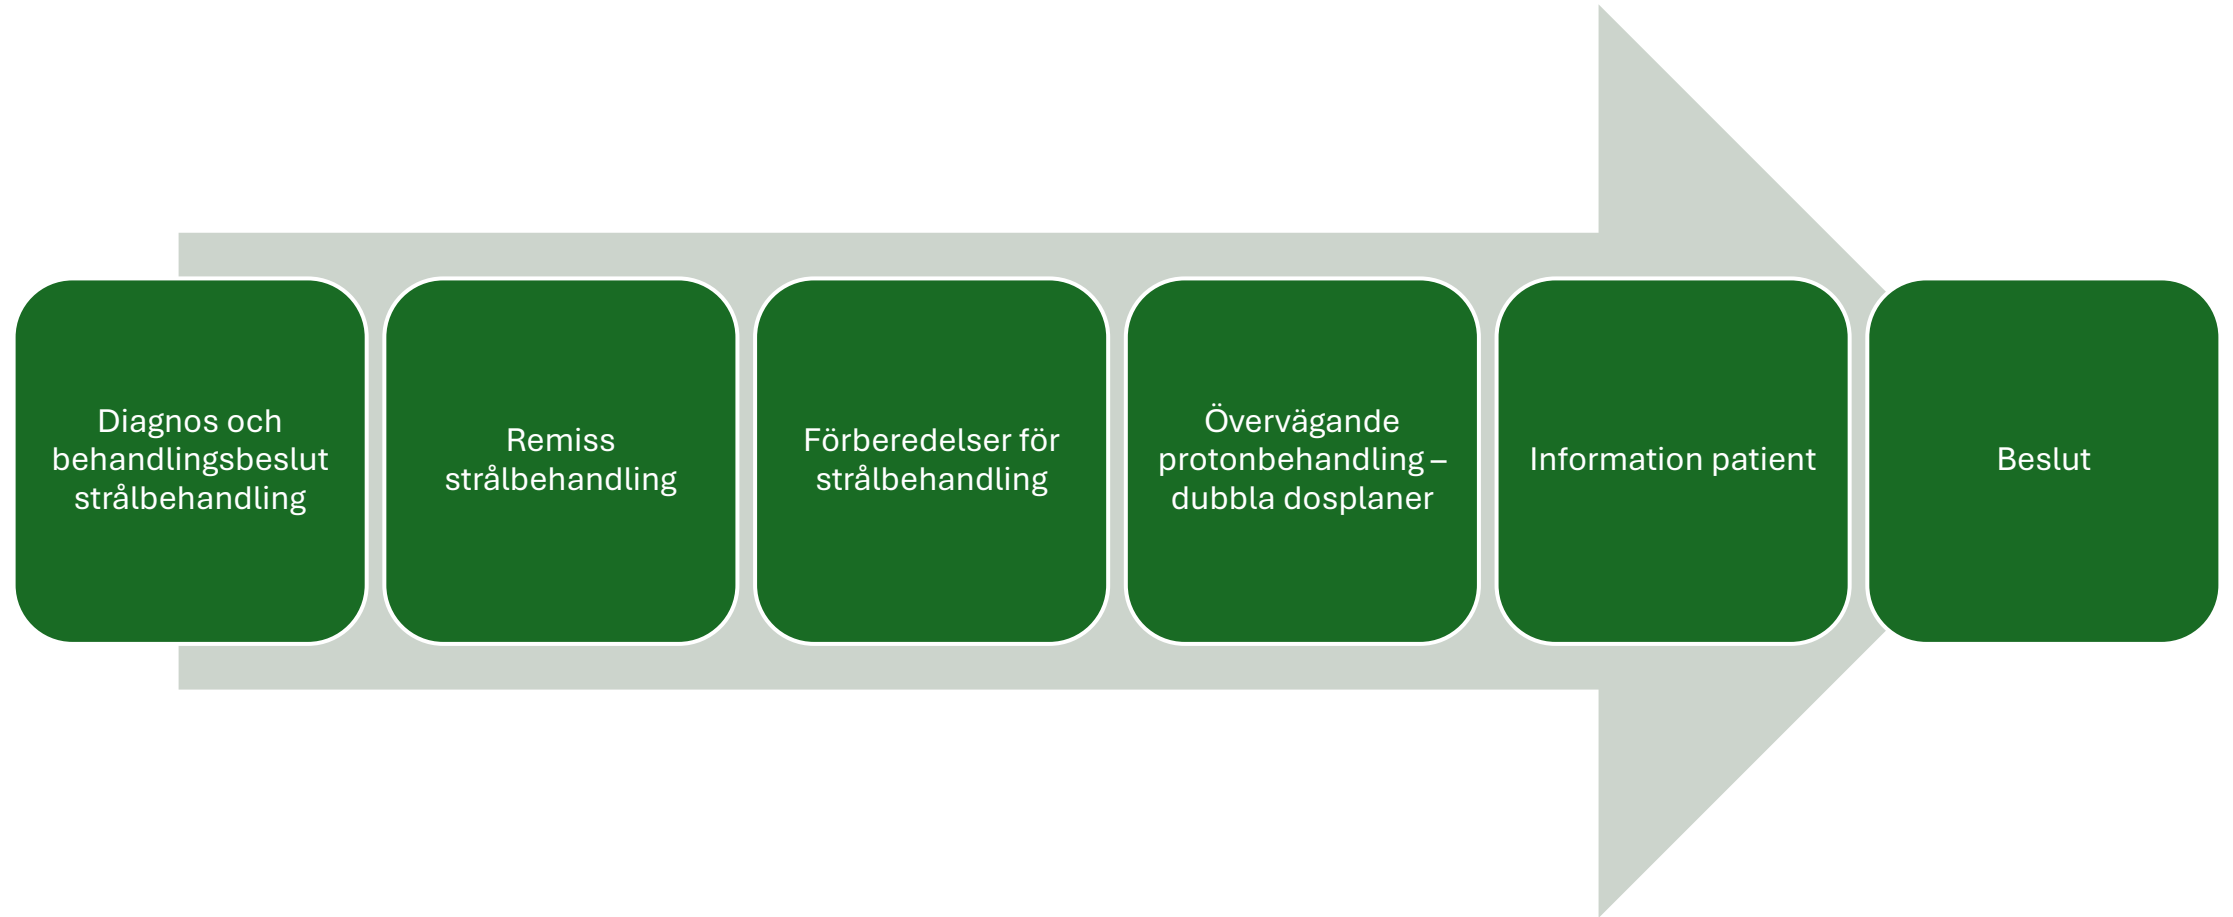 Diagnos och
behandlingsbeslut
strålbehandling
Remiss
strålbehandling
Förberedelser för
strålbehandling
Övervägande
protonbehandling –
dubbla dosplaner
Information patient
Beslut